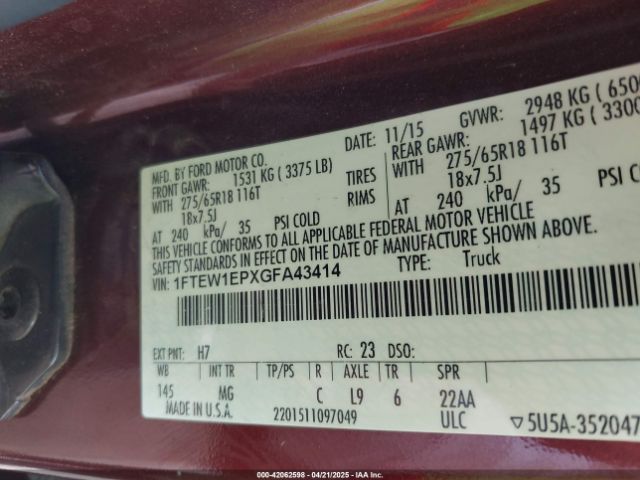 DATE: 11/15 GVWR: 2948 KG ( 650
MFD. BY FORD MOTOR CO. REAR GAWR: 1497 KG ( 3300
FRONT GAWR: 1531 KG ( 3375 LB) WITH 275/65R18 116T
WITH 275/65R18 116T TIRES 18x7.5J
18x7.5J RIMS AT 240 kPa/ 35 PSI COL
AT 240 kPa/ 35 PSI COLD
THIS VEHICLE CONFORMS TO ALL APPLICABLE FEDERAL MOTOR VEHICLE
SAFETY STANDARDS IN EFFECT ON THE DATE OF MANUFACTURE SHOWN ABOVE.
VIN: 1FTEW1EPXGFA43414 TYPE: Truck
EXT PNT: H7 RC: 23 DSO:
WB INT TR TP/PS R AXLE TR SPR
145 MG C L9 6 22AA
MADE IN U.S.A. 2201511097049 ULC ▽5U5A-352047
000-42062598 - 04/21/2025 - IAAI.COM